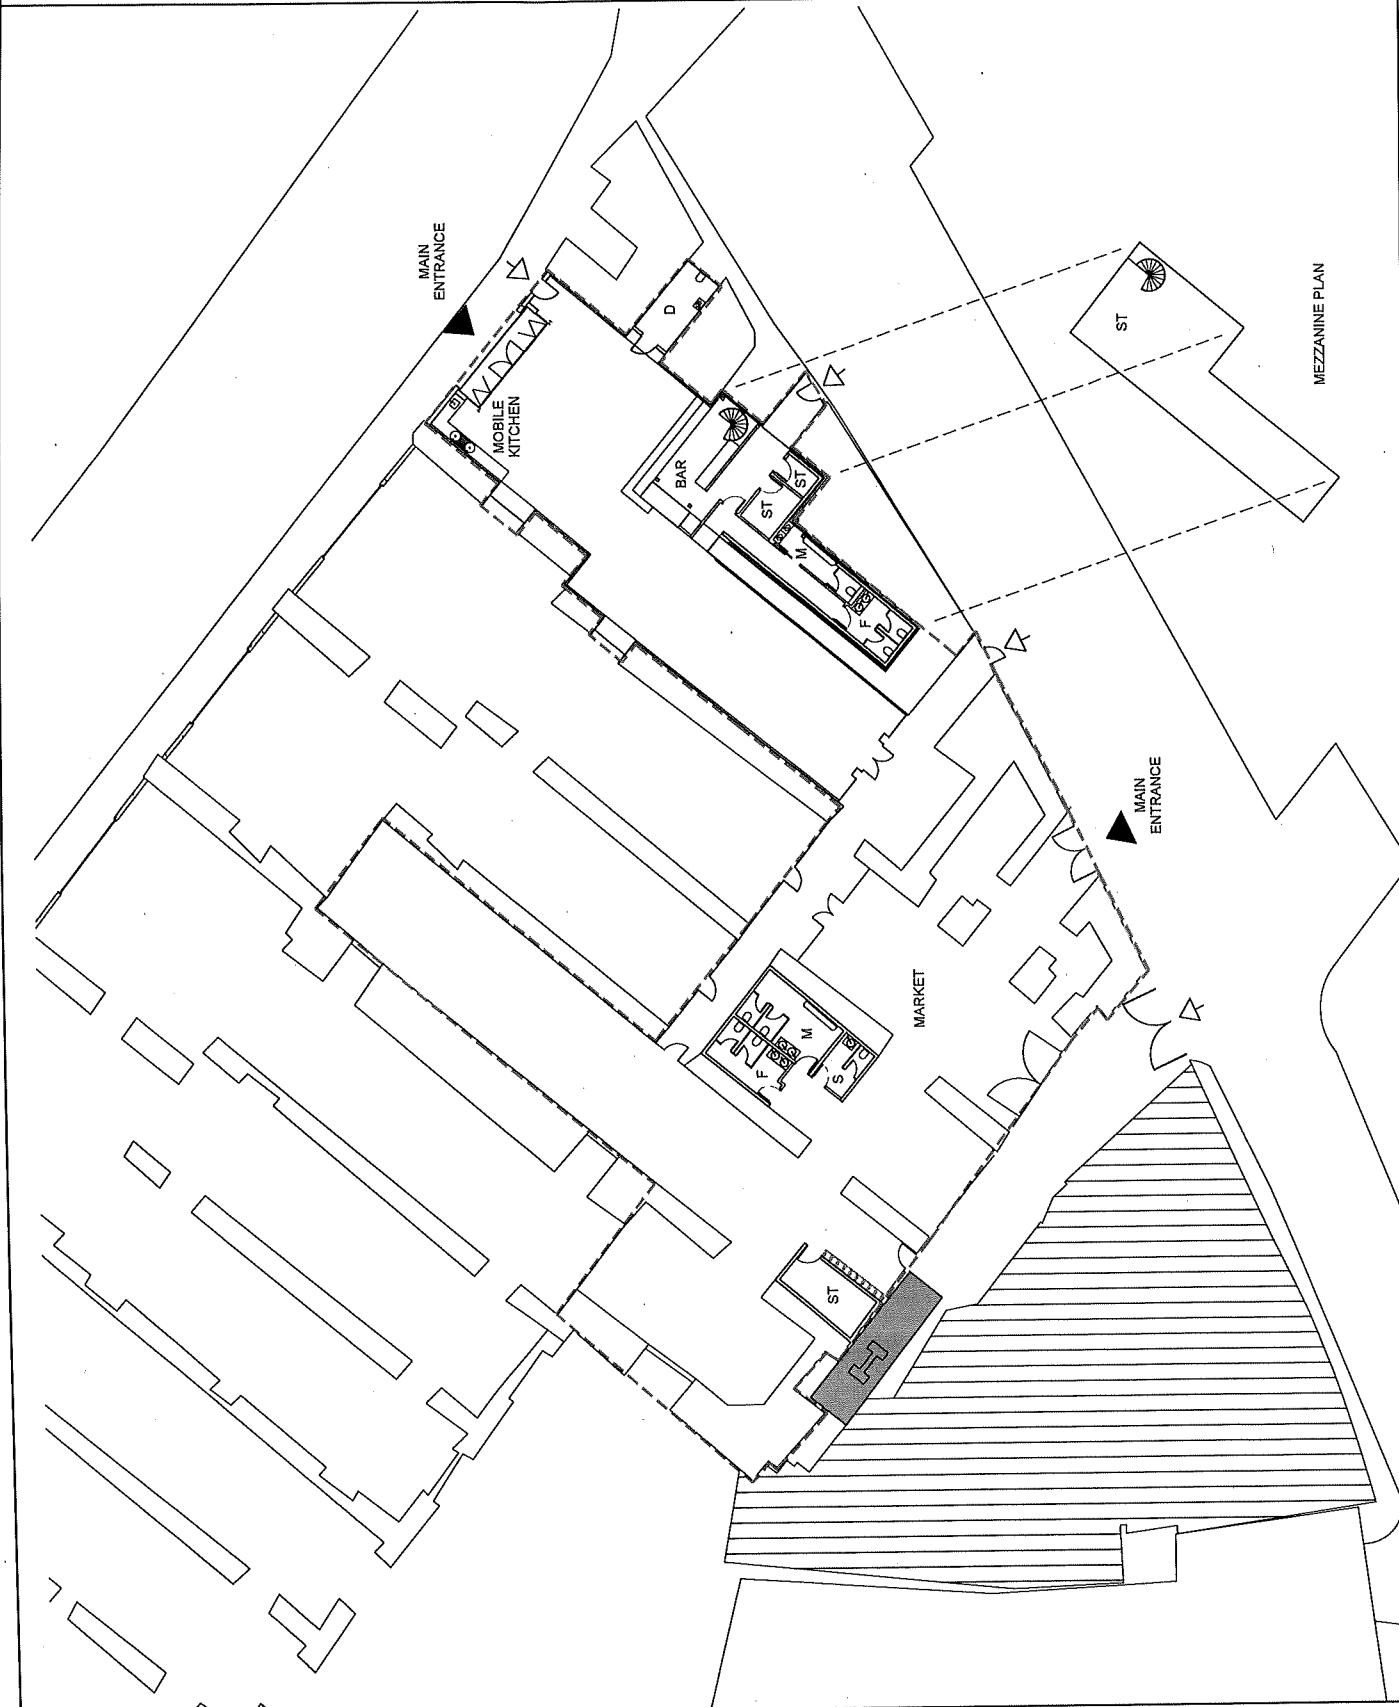 MAIN
ENTRANCE
MOBILE
KITCHEN
D
BAR
ST
ST
M
F
ST
MEZZANINE PLAN
MAIN
ENTRANCE
MARKET
M
F
S
ST